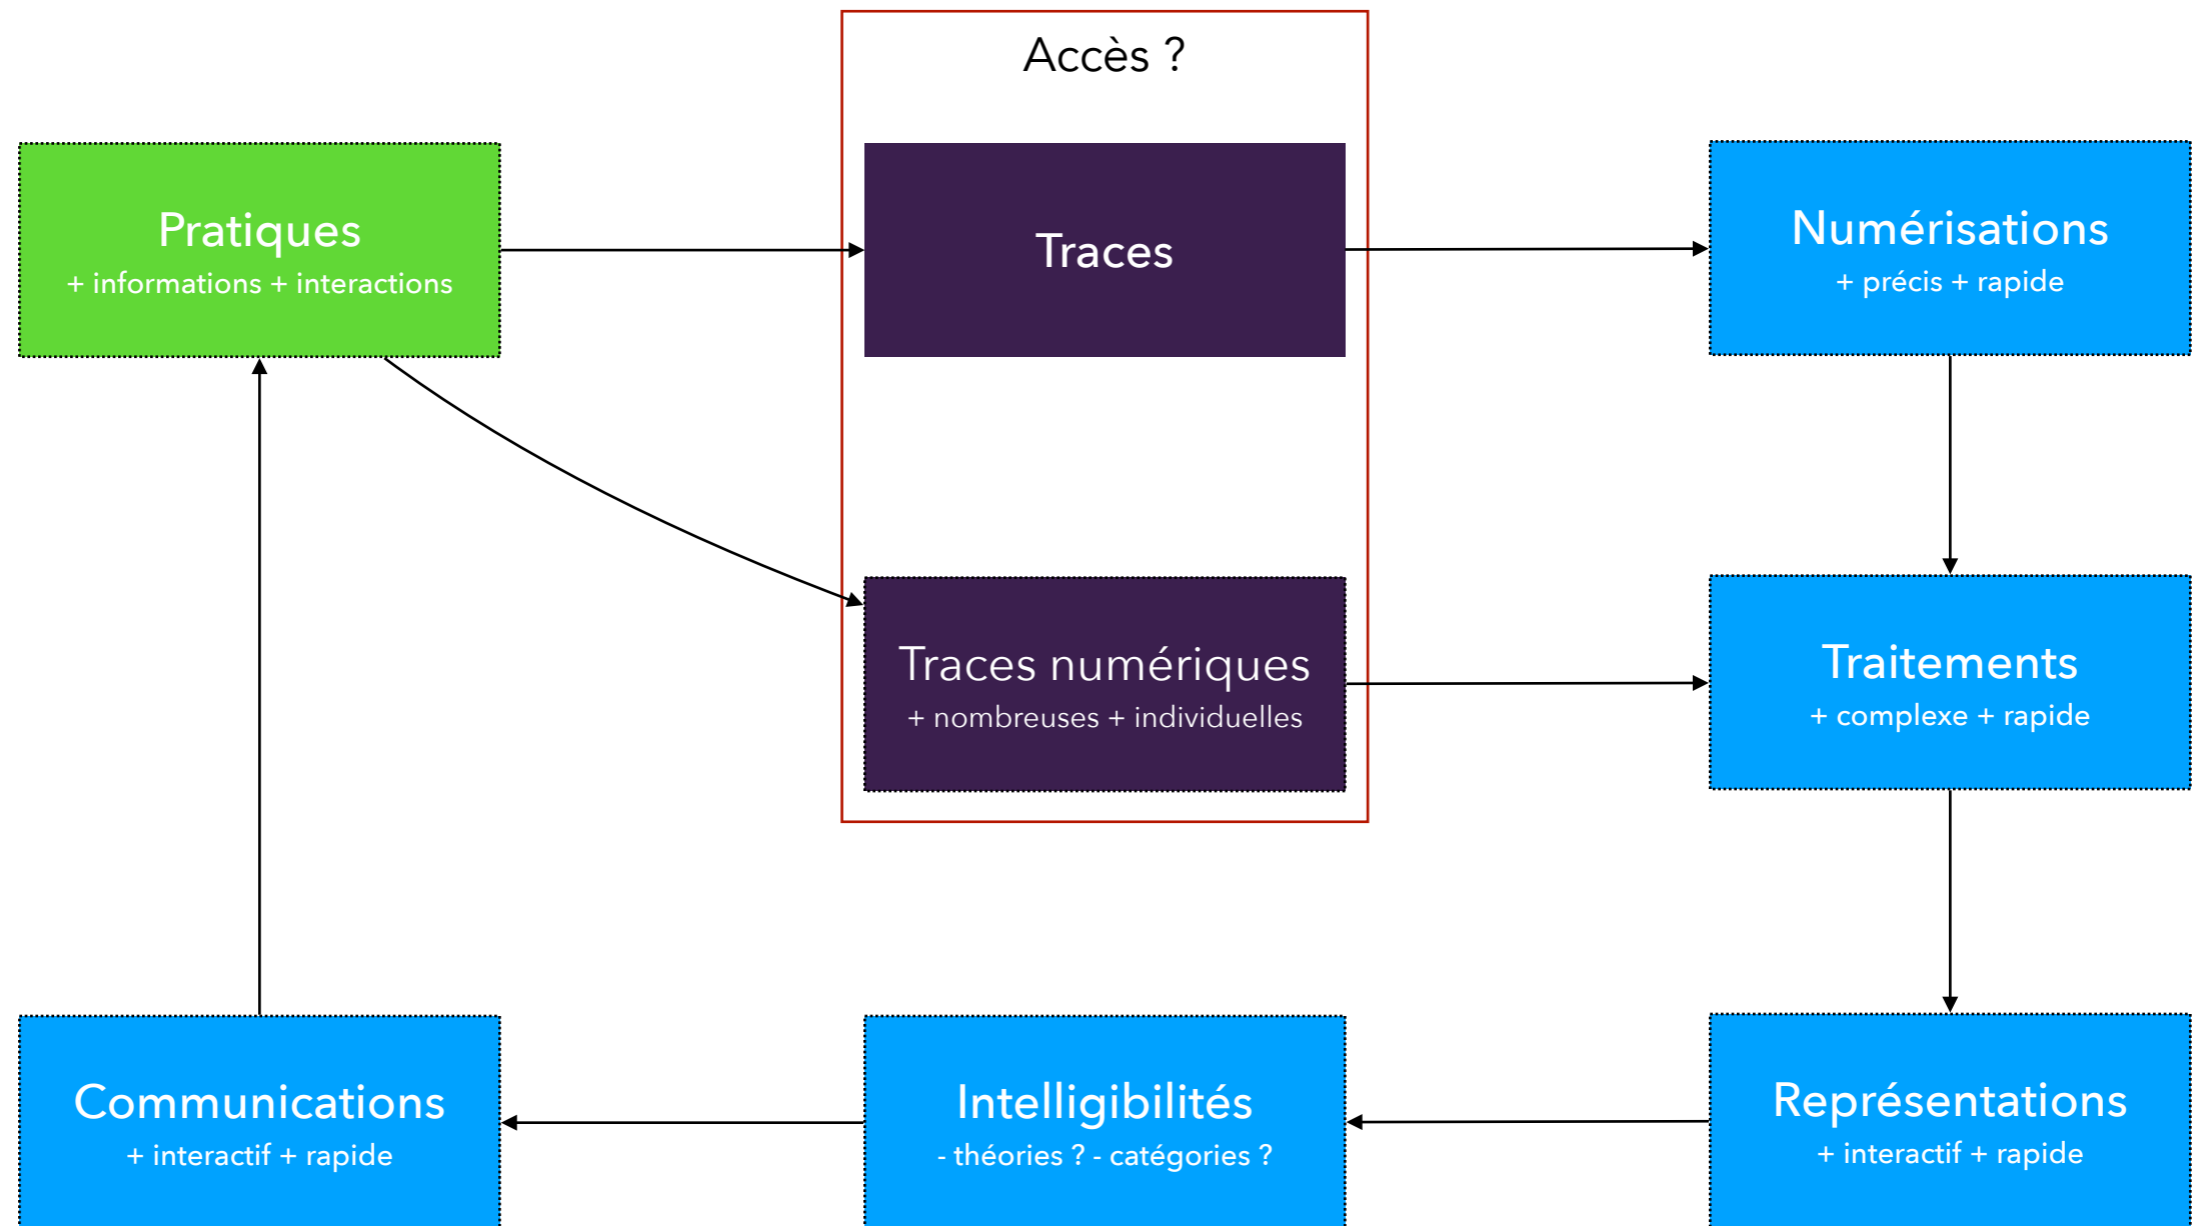 Accès ?
Pratiques
+ informations + interactions
Traces
Numérisations
+ précis + rapide
Traces numériques
+ nombreuses + individuelles
Traitements
+ complexe + rapide
Communications
+ interactif + rapide
Intelligibilités
- théories ? - catégories ?
Représentations
+ interactif + rapide